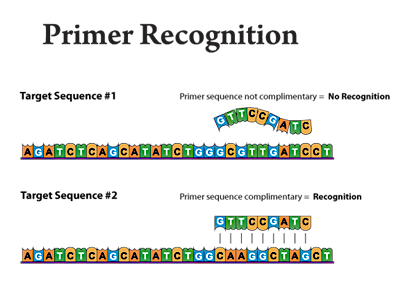 Primer Recognition
Target Sequence #1
Primer sequence not complimentary = No Recognition
GTTCCGATC
AGATCTCAGCATATCTGGGCGTTGATCCT
Target Sequence #2
Primer sequence complimentary = Recognition
GTTCCGATC
AGATCTCAGCATATCTGGCAAGGCTAGCT